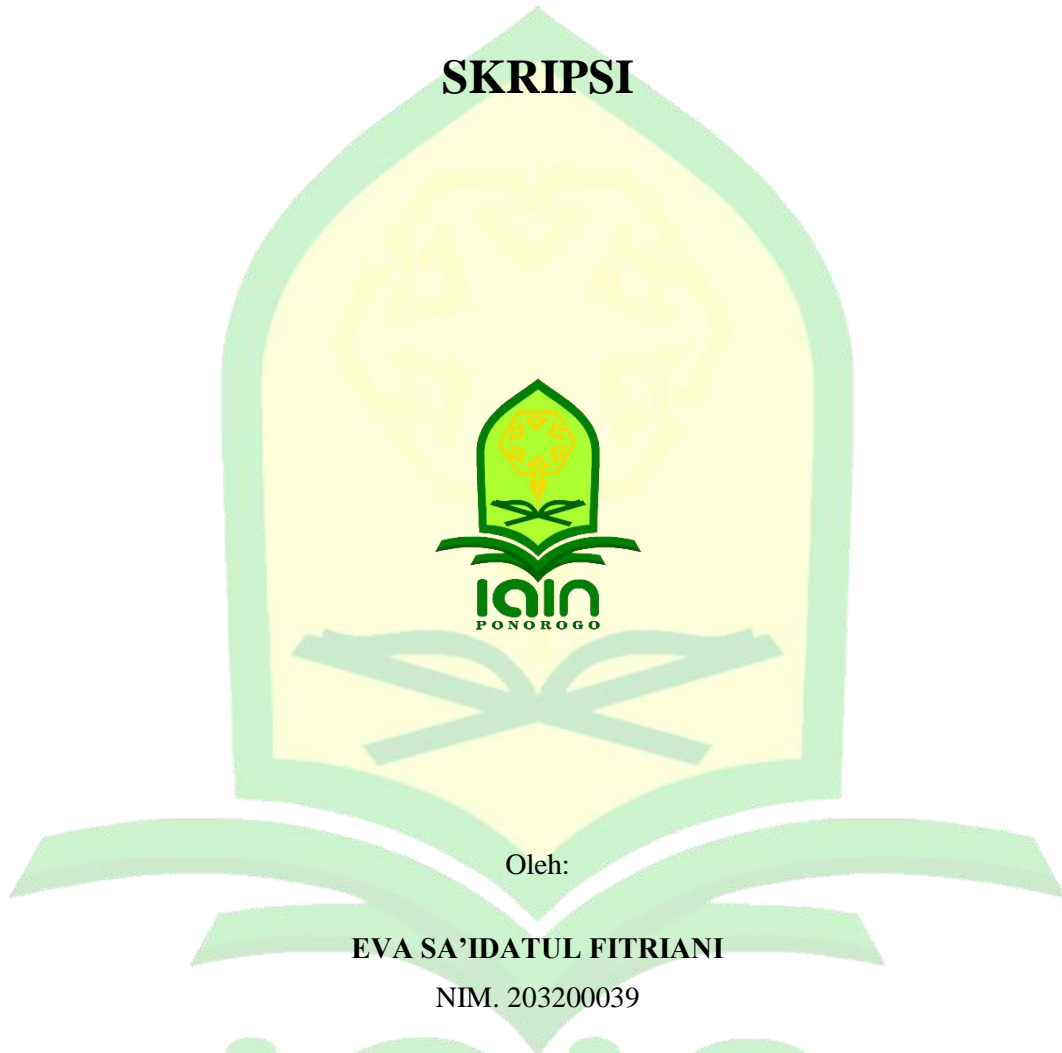 SKRIPSI
iain
PONOROGO
Oleh:
EVA SA’IDATUL FITRIANI
NIM. 203200039